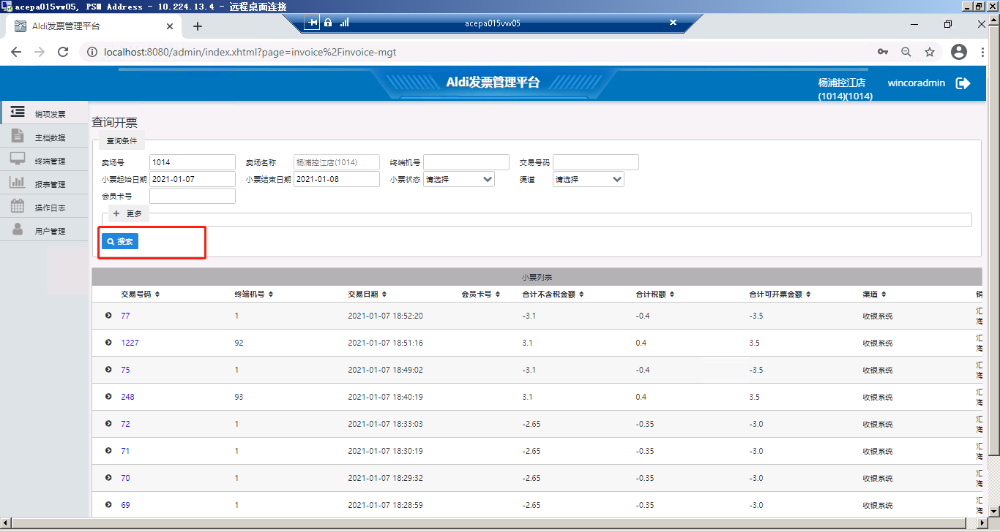 acepa015vw05, PSM Address - 10.224.13.4 - 远程桌面连接
Aldi发票管理平台
acepa015vw05
localhost:8080/admin/index.xhtml?page=invoice%2Finvoice-mgt
Aldi发票管理平台
杨浦控江店
(1014)(1014)
wincoradmin
销项发票
主档数据
终端管理
报表管理
操作日志
用户管理
查询开票
查询条件
卖场号 1014 卖场名称 杨浦控江店(1014) 终端机号 交易号码
小票起始日期 2021-01-07 小票结束日期 2021-01-08 小票状态 请选择 渠道 请选择
会员卡号
+ 更多
搜索
小票列表
交易号码 终端机号 交易日期 会员卡号 合计不含税金额 合计税额 合计可开票金额 渠道 销
77 1 2021-01-07 18:52:20 -3.1 -0.4 -3.5 收银系统 汇
海
1227 92 2021-01-07 18:51:16 3.1 0.4 3.5 收银系统 汇
海
75 1 2021-01-07 18:49:02 -3.1 -0.4 -3.5 收银系统 汇
海
248 93 2021-01-07 18:40:19 3.1 0.4 3.5 收银系统 汇
海
72 1 2021-01-07 18:33:03 -2.65 -0.35 -3.0 收银系统 汇
海
71 1 2021-01-07 18:30:19 -2.65 -0.35 -3.0 收银系统 汇
海
70 1 2021-01-07 18:29:32 -2.65 -0.35 -3.0 收银系统 汇
海
69 1 2021-01-07 18:28:59 -2.65 -0.35 -3.0 收银系统 汇
海